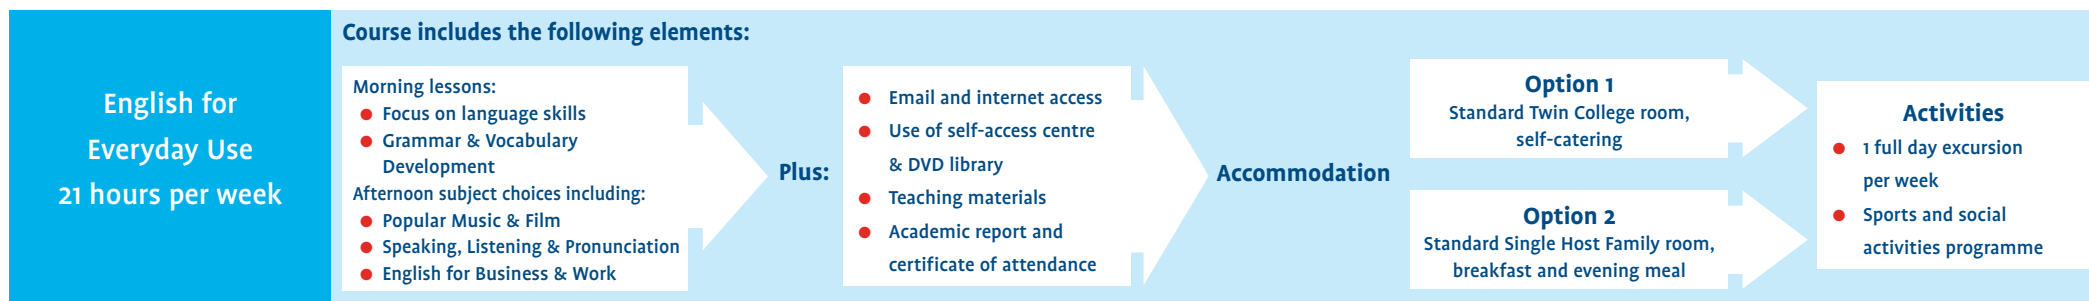 English for
Everyday Use
21 hours per week
Course includes the following elements:
Morning lessons:
● Focus on language skills
● Grammar & Vocabulary
Development
Afternoon subject choices including:
● Popular Music & Film
● Speaking, Listening & Pronunciation
● English for Business & Work
Plus:
● Email and internet access
● Use of self-access centre
& DVD library
● Teaching materials
● Academic report and
certificate of attendance
Accommodation
Option 1
Standard Twin College room,
self-catering
Option 2
Standard Single Host Family room,
breakfast and evening meal
Activities
● 1 full day excursion
per week
● Sports and social
activities programme